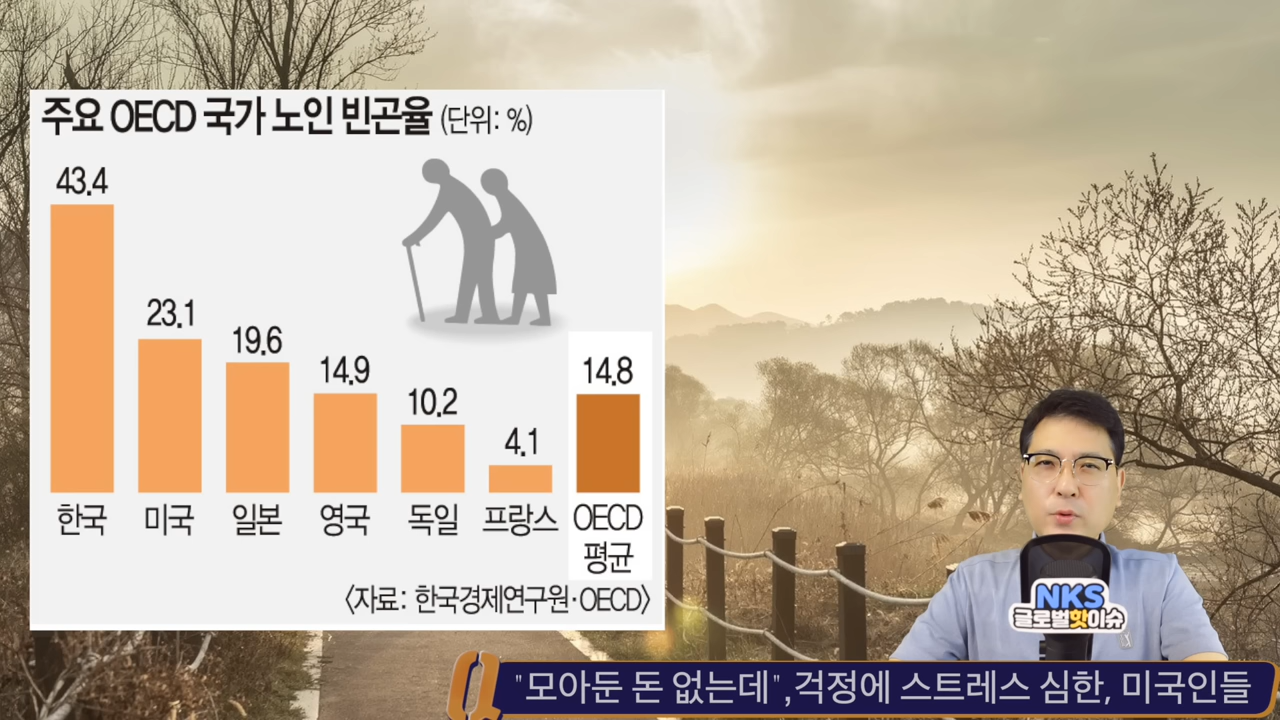 주요 OECD 국가 노인 빈곤율 (단위: %)
43.4
23.1
19.6
14.9
10.2
4.1
14.8
한국
미국
일본
영국
독일
프랑스
OECD
평균
〈자료: 한국경제연구원·OECD〉
NKS
글로벌핫이슈
"모아둔 돈 없는데",걱정에 스트레스 심한, 미국인들